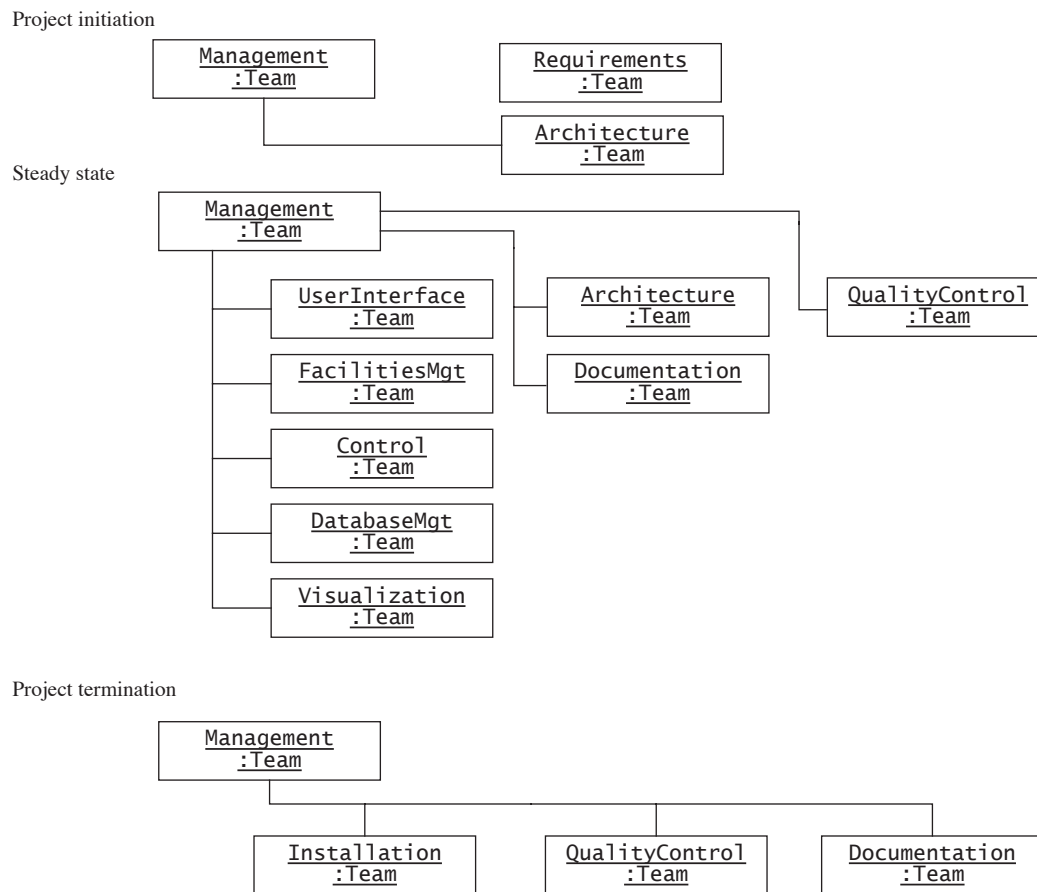 Project initiation
Management
:Team
Requirements
:Team
Architecture
:Team
Steady state
Management
:Team
UserInterface
:Team
Architecture
:Team
QualityControl
:Team
FacilitiesMgt
:Team
Documentation
:Team
Control
:Team
DatabaseMgt
:Team
Visualization
:Team
Project termination
Management
:Team
Installation
:Team
QualityControl
:Team
Documentation
:Team